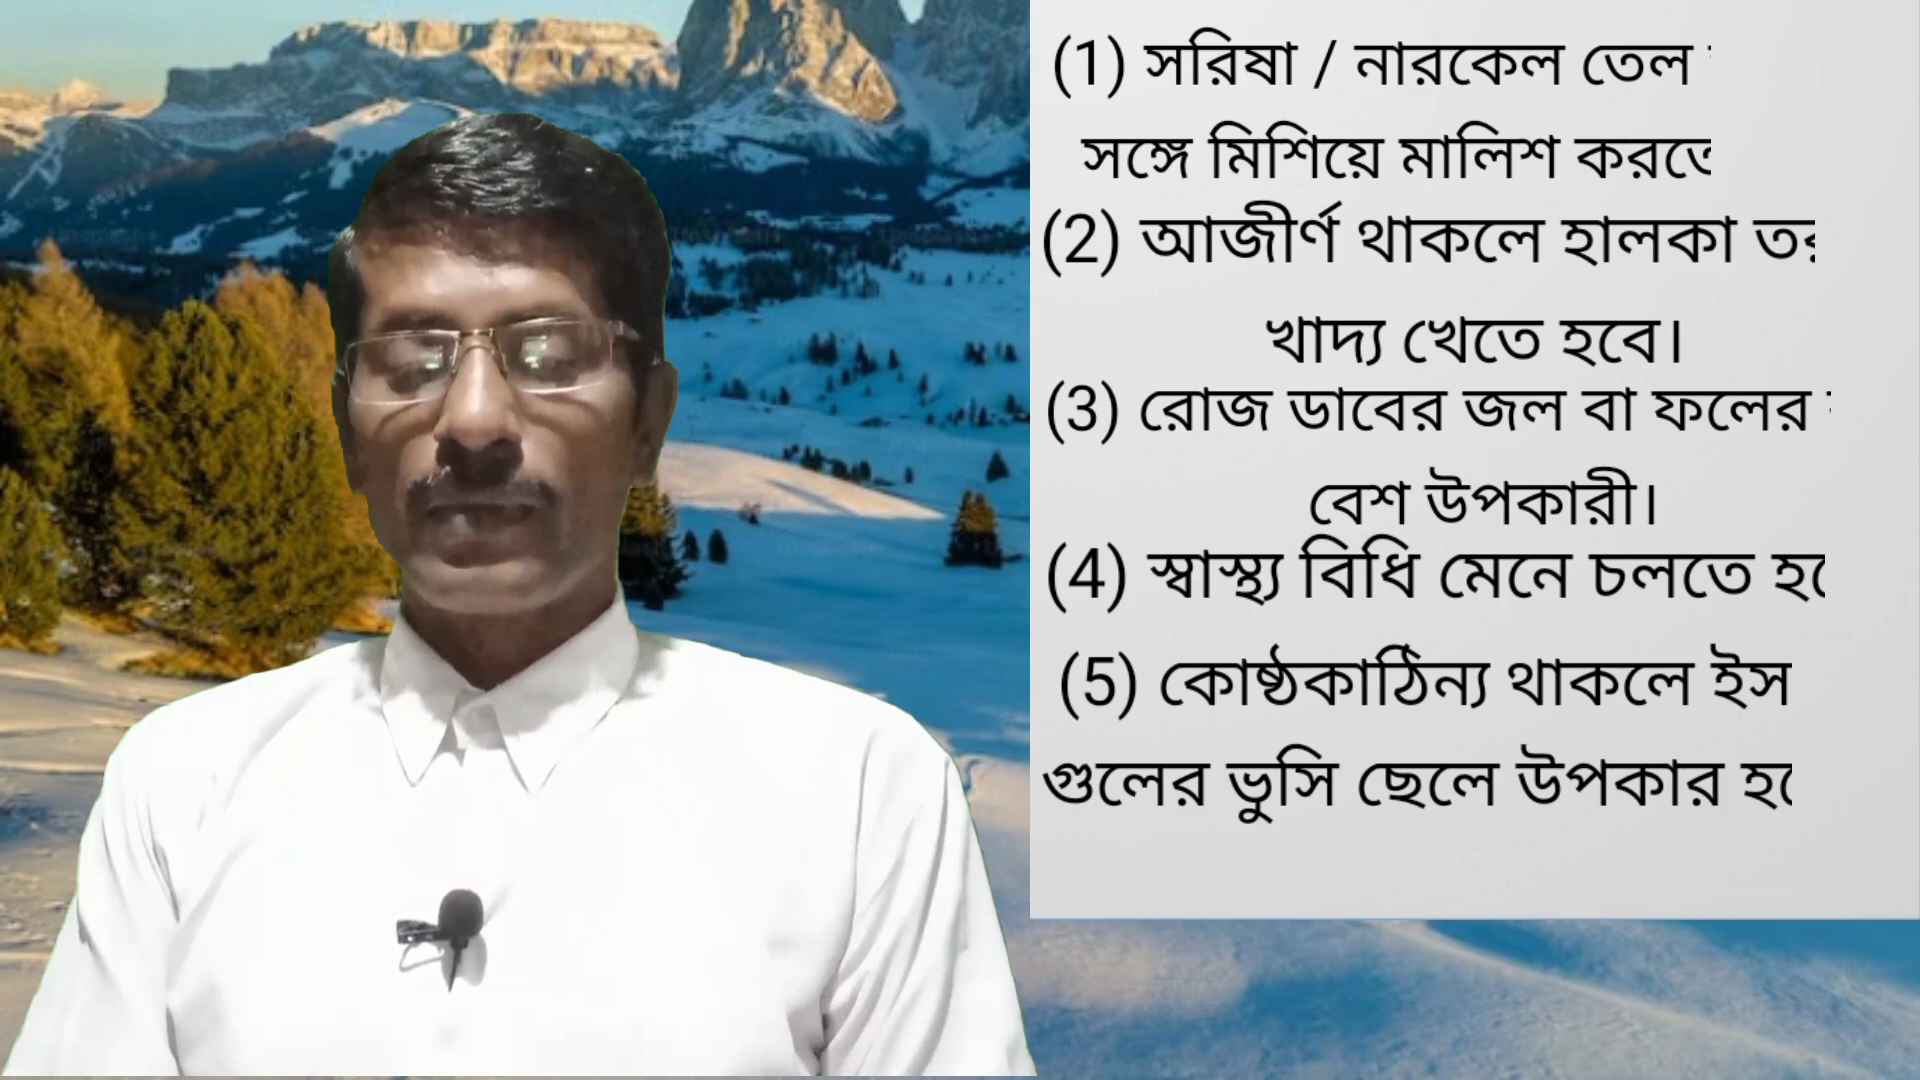 (1) সরিষা / নারকেল তেল
সঙ্গে মিশিয়ে মালিশ করতে
(2) আজীর্ণ থাকলে হালকা
খাদ্য খেতে হবে।
(3) রোজ ডাবের জল বা ফলের
বেশ উপকারী।
(4) স্বাস্থ্য বিধি মেনে চলতে
(5) কোষ্ঠকাঠিন্য থাকলে ইস
গুলের ভুসি ছেলে উপকার